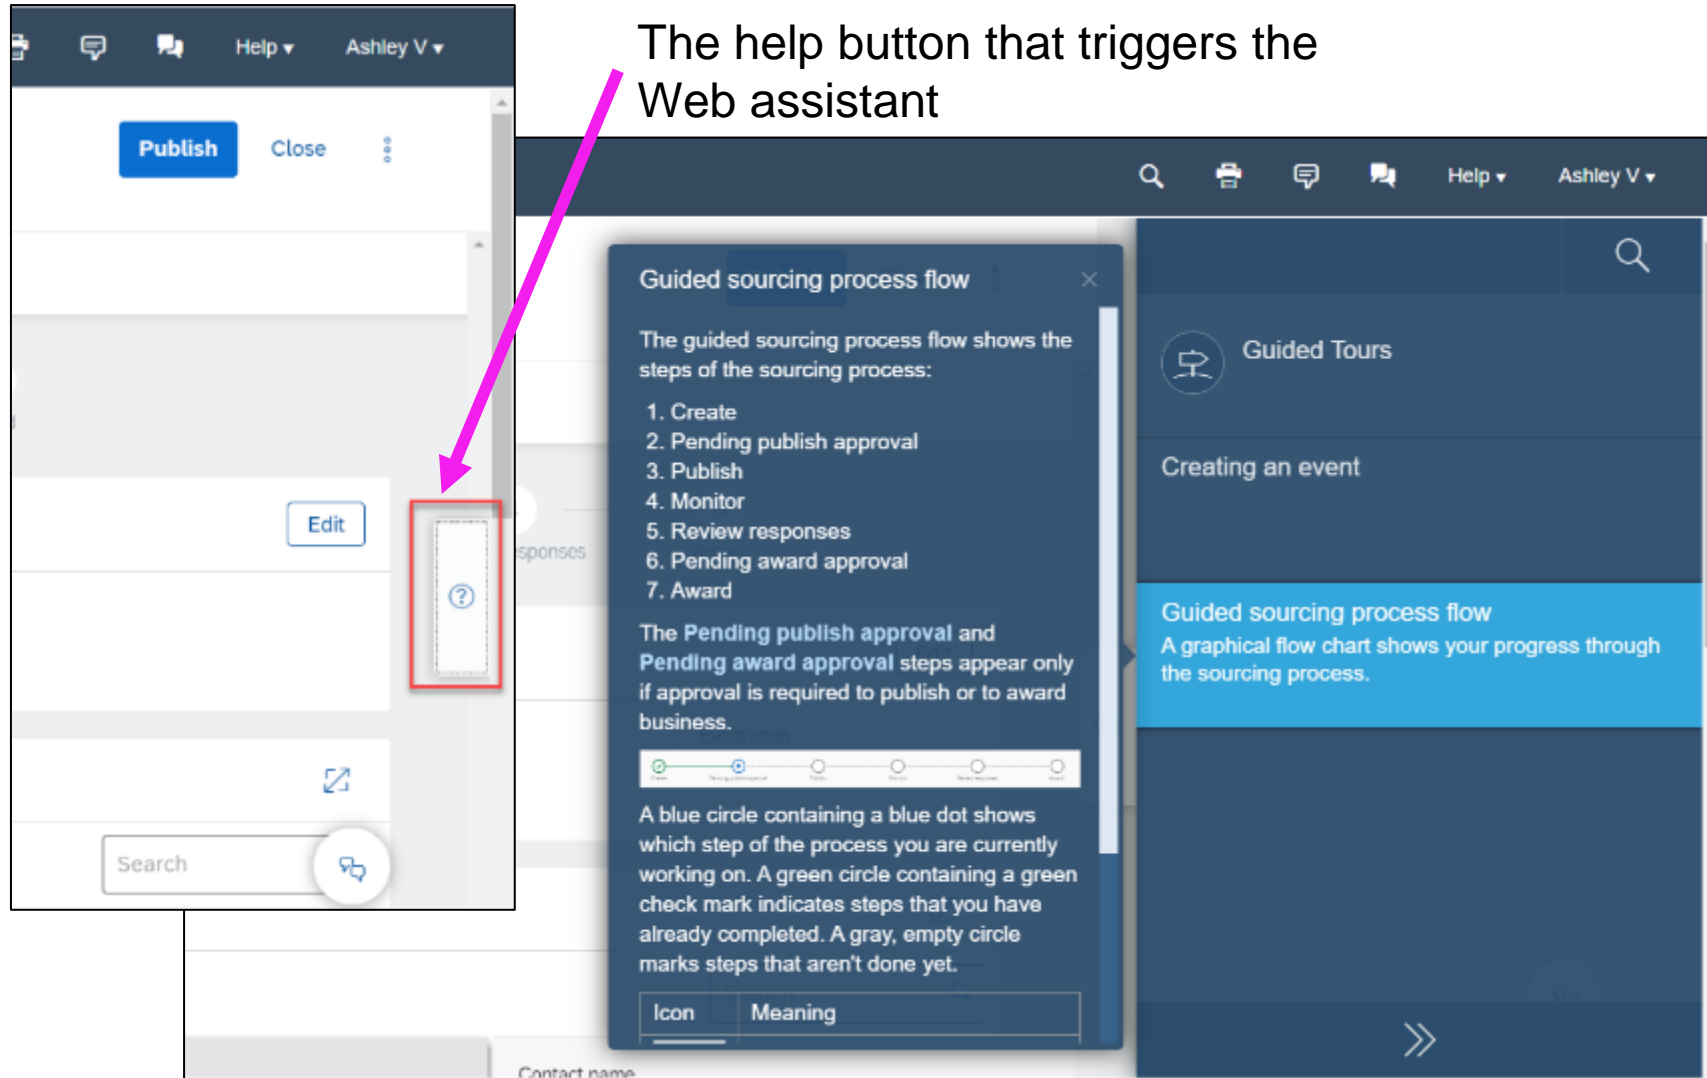 The help button that triggers the
Web assistant
Help
Ashley V
Publish
Close
Edit
Search
Help
Ashley V
sponses
Guided sourcing process flow
The guided sourcing process flow shows the
steps of the sourcing process:
1. Create
2. Pending publish approval
3. Publish
4. Monitor
5. Review responses
6. Pending award approval
7. Award
The Pending publish approval and
Pending award approval steps appear only
if approval is required to publish or to award
business.
Event ends
A blue circle containing a blue dot shows
which step of the process you are currently
working on. A green circle containing a green
check mark indicates steps that you have
already completed. A gray, empty circle
marks steps that aren't done yet.
Icon
Meaning
Contact name
Guided Tours
Creating an event
Guided sourcing process flow
A graphical flow chart shows your progress through
the sourcing process.